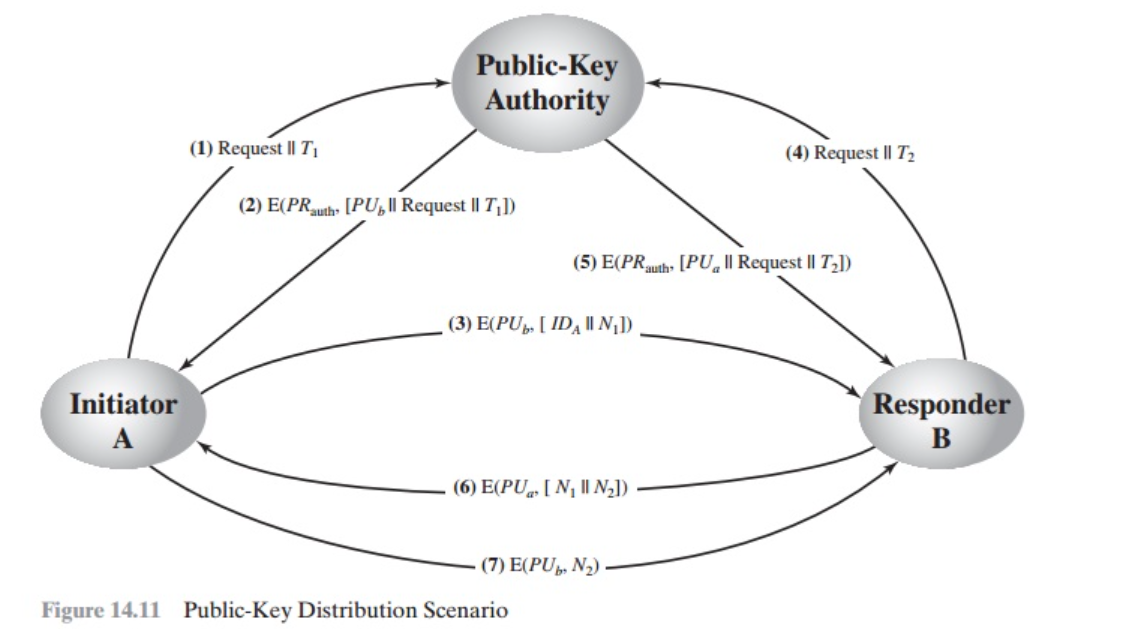 Public-Key
Authority
(1) Request || T₁
(4) Request || T₂
(2) E(PRauth, [PUb || Request || T₁])
(5) E(PRauth, [PUa || Request || T₂])
(3) E(PUb, [ IDA || N₁])
Initiator
A
Responder
B
(6) E(PUa, [ N₁ || N₂])
(7) E(PUb, N₂)
Figure 14.11 Public-Key Distribution Scenario